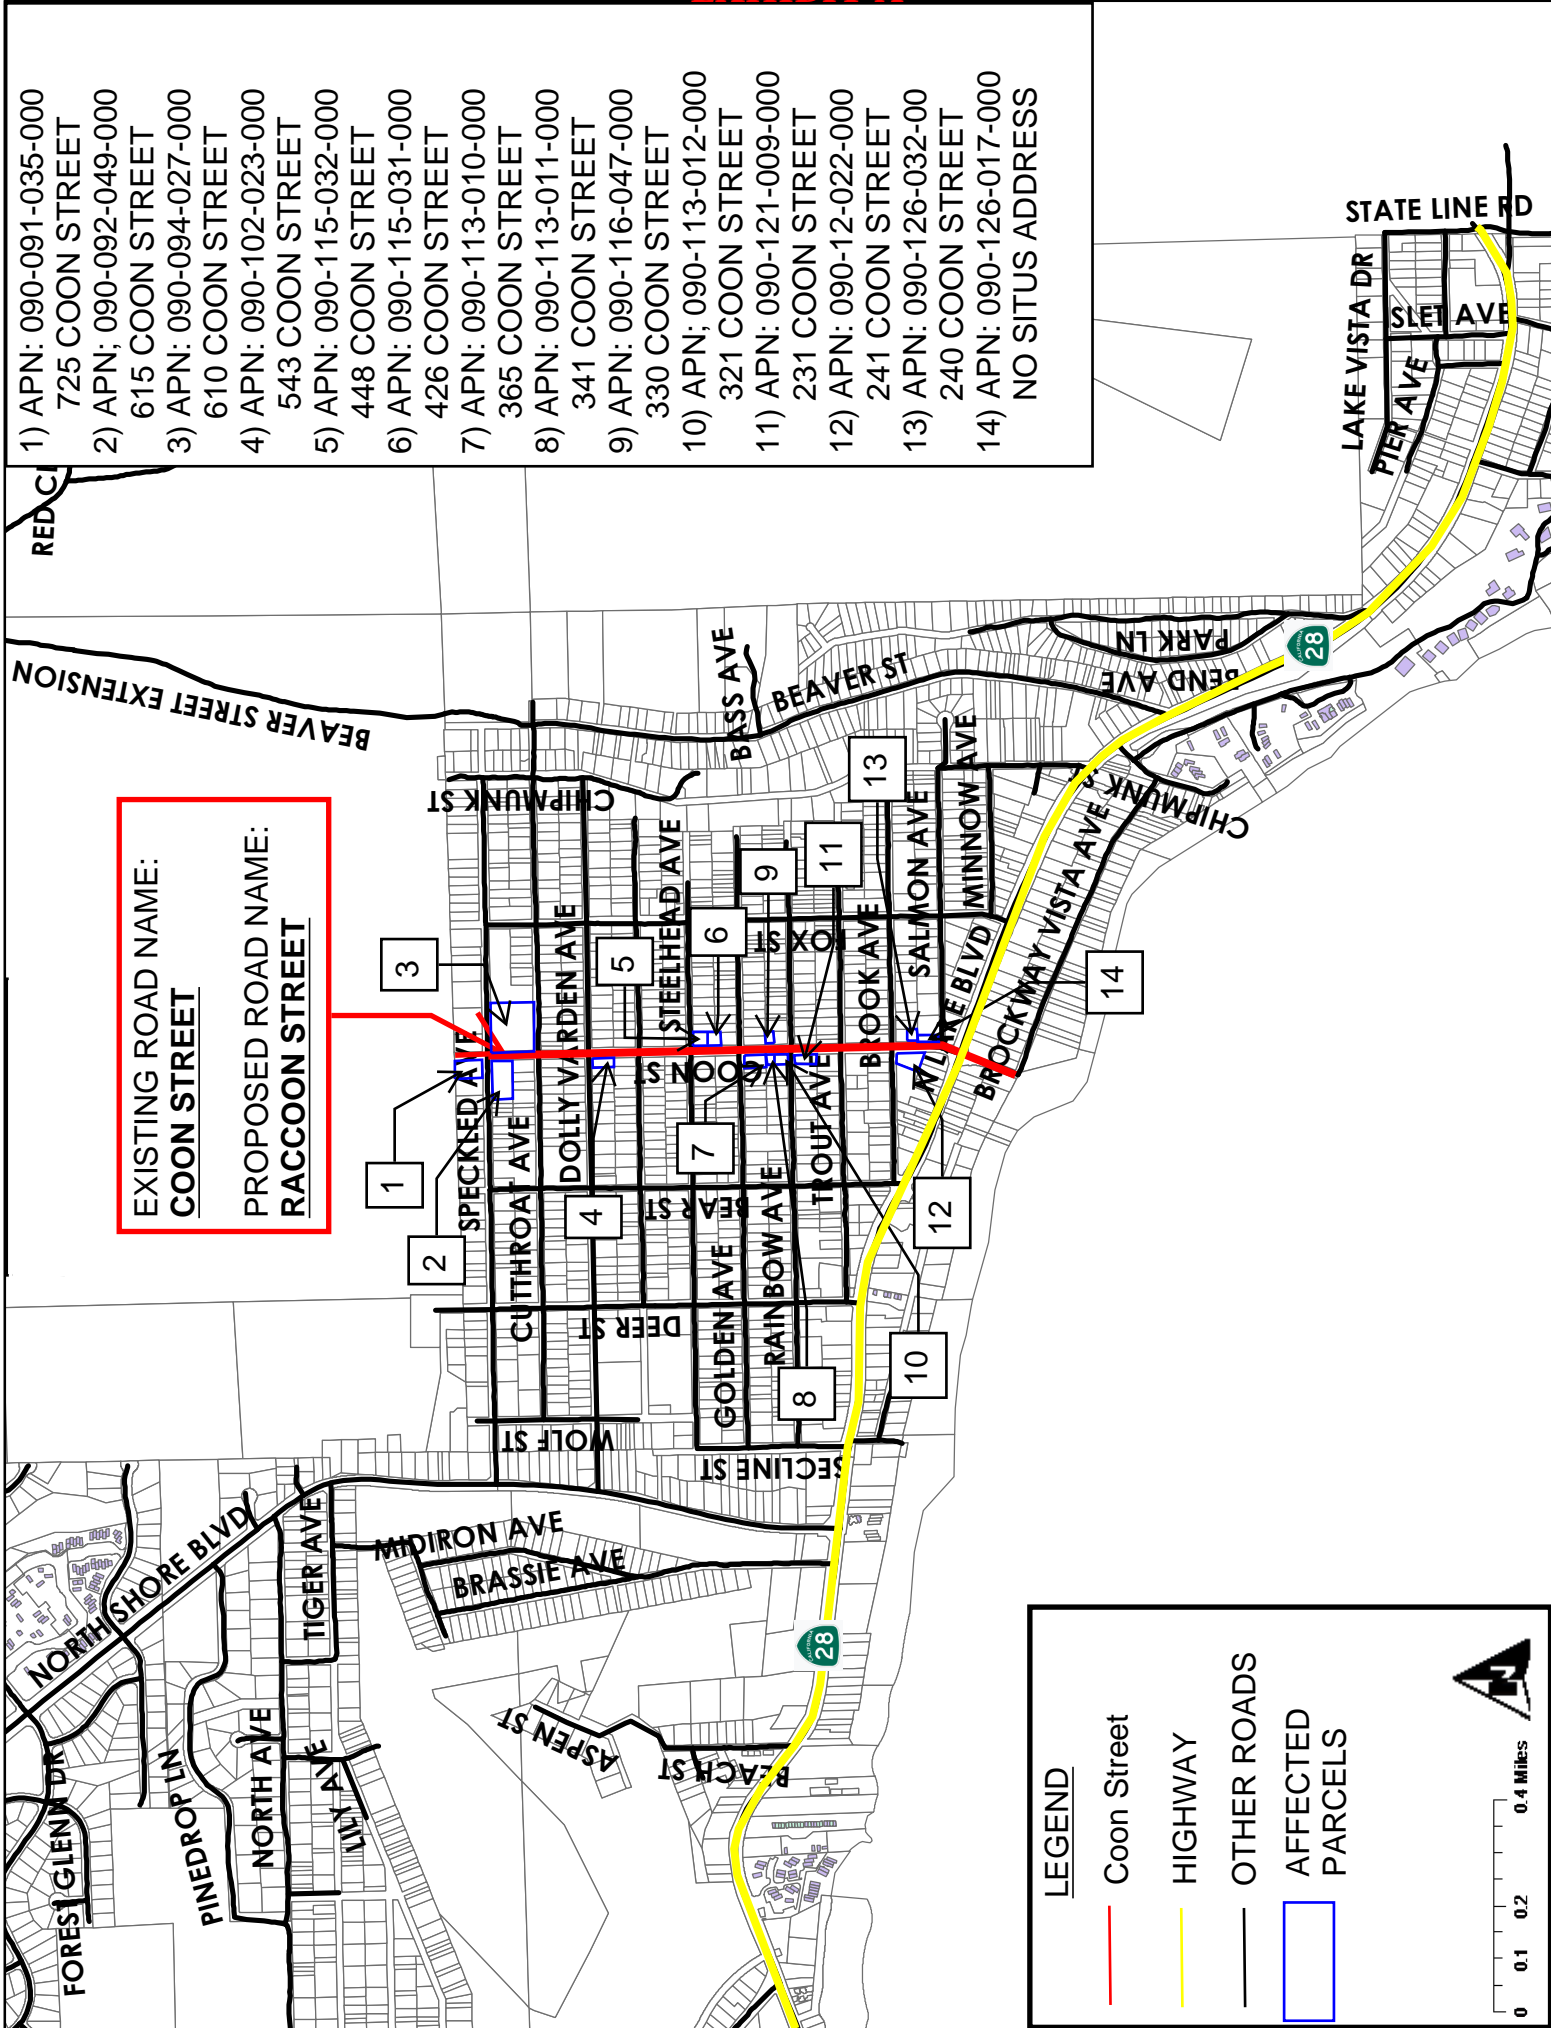 1) APN: 090-091-035-000
725 COON STREET
2) APN; 090-092-049-000
615 COON STREET
3) APN: 090-094-027-000
610 COON STREET
4) APN: 090-102-023-000
543 COON STREET
5) APN: 090-115-032-000
448 COON STREET
6) APN: 090-115-031-000
426 COON STREET
7) APN: 090-113-010-000
365 COON STREET
8) APN: 090-113-011-000
341 COON STREET
9) APN: 090-116-047-000
330 COON STREET
10) APN; 090-113-012-000
321 COON STREET
11) APN: 090-121-009-000
231 COON STREET
12) APN: 090-12-022-000
241 COON STREET
13) APN: 090-126-032-00
240 COON STREET
14) APN: 090-126-017-000
NO SITUS ADDRESS
EXISTING ROAD NAME:
COON STREET
PROPOSED ROAD NAME:
RACCOON STREET
BEAVER STREET EXTENSION
CHIPMUNK ST
BASS AVE
BEAVER ST
PARK LN
BEND AVE
28
STATE LINE RD
LAKE VISTA DR
PIER AVE
SPECKLED AVE
CUTTHROAT AVE
DOLLY VARDEN AVE
STEELHEAD AVE
GOLDEN AVE
RAINBOW AVE
TROUT AVE
BROOK AVE
SALMON AVE
MINNOW AVE
N LAKE BLVD
BROCKWAY VISTA AVE
CHIPMUNK ST
FOX ST
COON ST
BEAR ST
DEER ST
WOLF ST
SECLINE ST
1
2
3
4
5
6
7
8
9
10
11
12
13
14
NORTH SHORE BLVD
TIGER AVE
MIDIRON AVE
BRASSIE AVE
FOREST GLENN DR
PINEDROP LN
NORTH AVE
LILY AVE
ASPEN ST
BEACH ST
CALIFORNIA
28
LEGEND
Coon Street
HIGHWAY
OTHER ROADS
AFFECTED
PARCELS
0 0.1 0.2 0.4 Miles
N